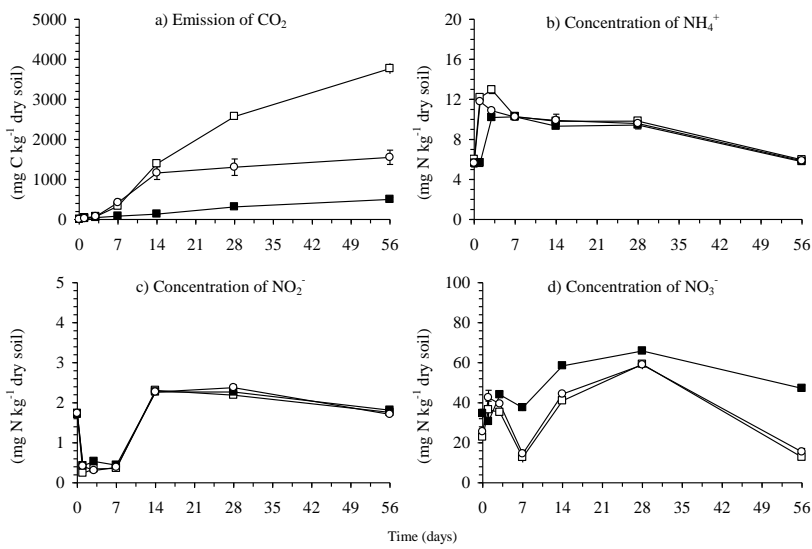 a) Emission of CO₂
(mg C kg⁻¹ dry soil)
5000
4000
3000
2000
1000
0
0 7 14 21 28 35 42 49 56
b) Concentration of NH₄⁺
(mg N kg⁻¹ dry soil)
20
16
12
8
4
0
0 7 14 21 28 35 42 49 56
c) Concentration of NO₂⁻
(mg N kg⁻¹ dry soil)
5
4
3
2
1
0
0 7 14 21 28 35 42 49 56
d) Concentration of NO₃⁻
(mg N kg⁻¹ dry soil)
100
80
60
40
20
0
0 7 14 21 28 35 42 49 56
Time (days)